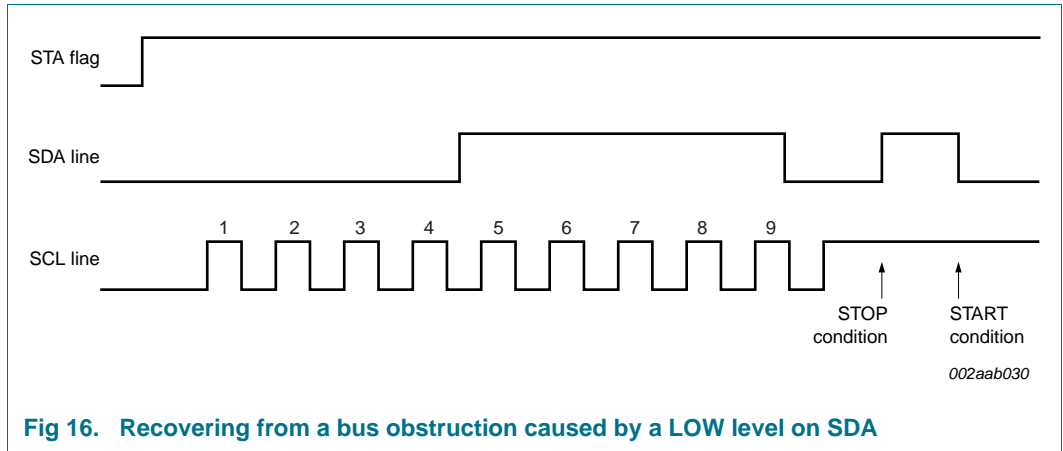 STA flag
SDA line
1 2 3 4 5 6 7 8 9
SCL line
STOP
condition
START
condition
002aab030
Fig 16. Recovering from a bus obstruction caused by a LOW level on SDA